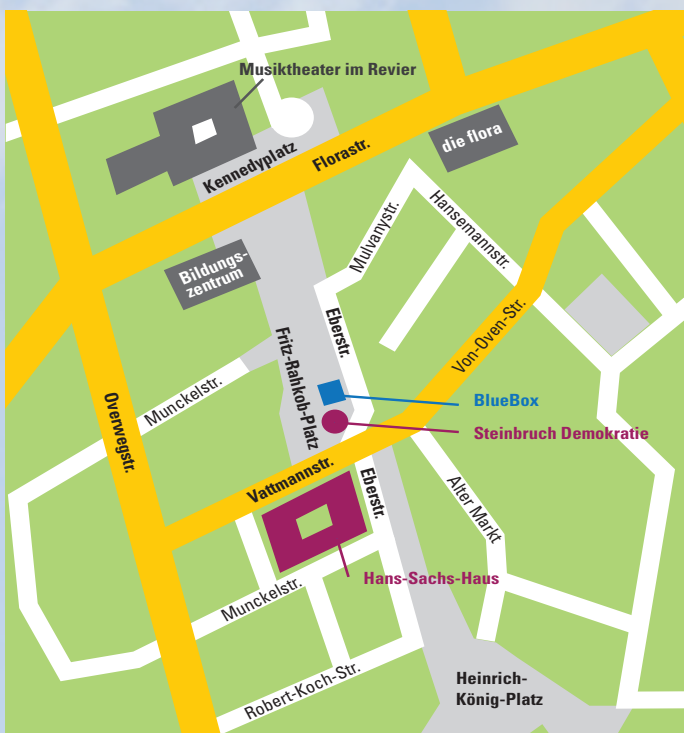 Musiktheater im Revier
Kennedyplatz
Florastr.
die flora
Bildungs-
zentrum
Mulvanystr.
Hansemannstr.
Eberstr.
Von-Oven-Str.
Fritz-Rahkob-Platz
Munckelstr.
Overwegstr.
BlueBox
Steinbruch Demokratie
Vattmannstr.
Eberstr.
Alter Markt
Hans-Sachs-Haus
Munckelstr.
Robert-Koch-Str.
Heinrich-
König-Platz